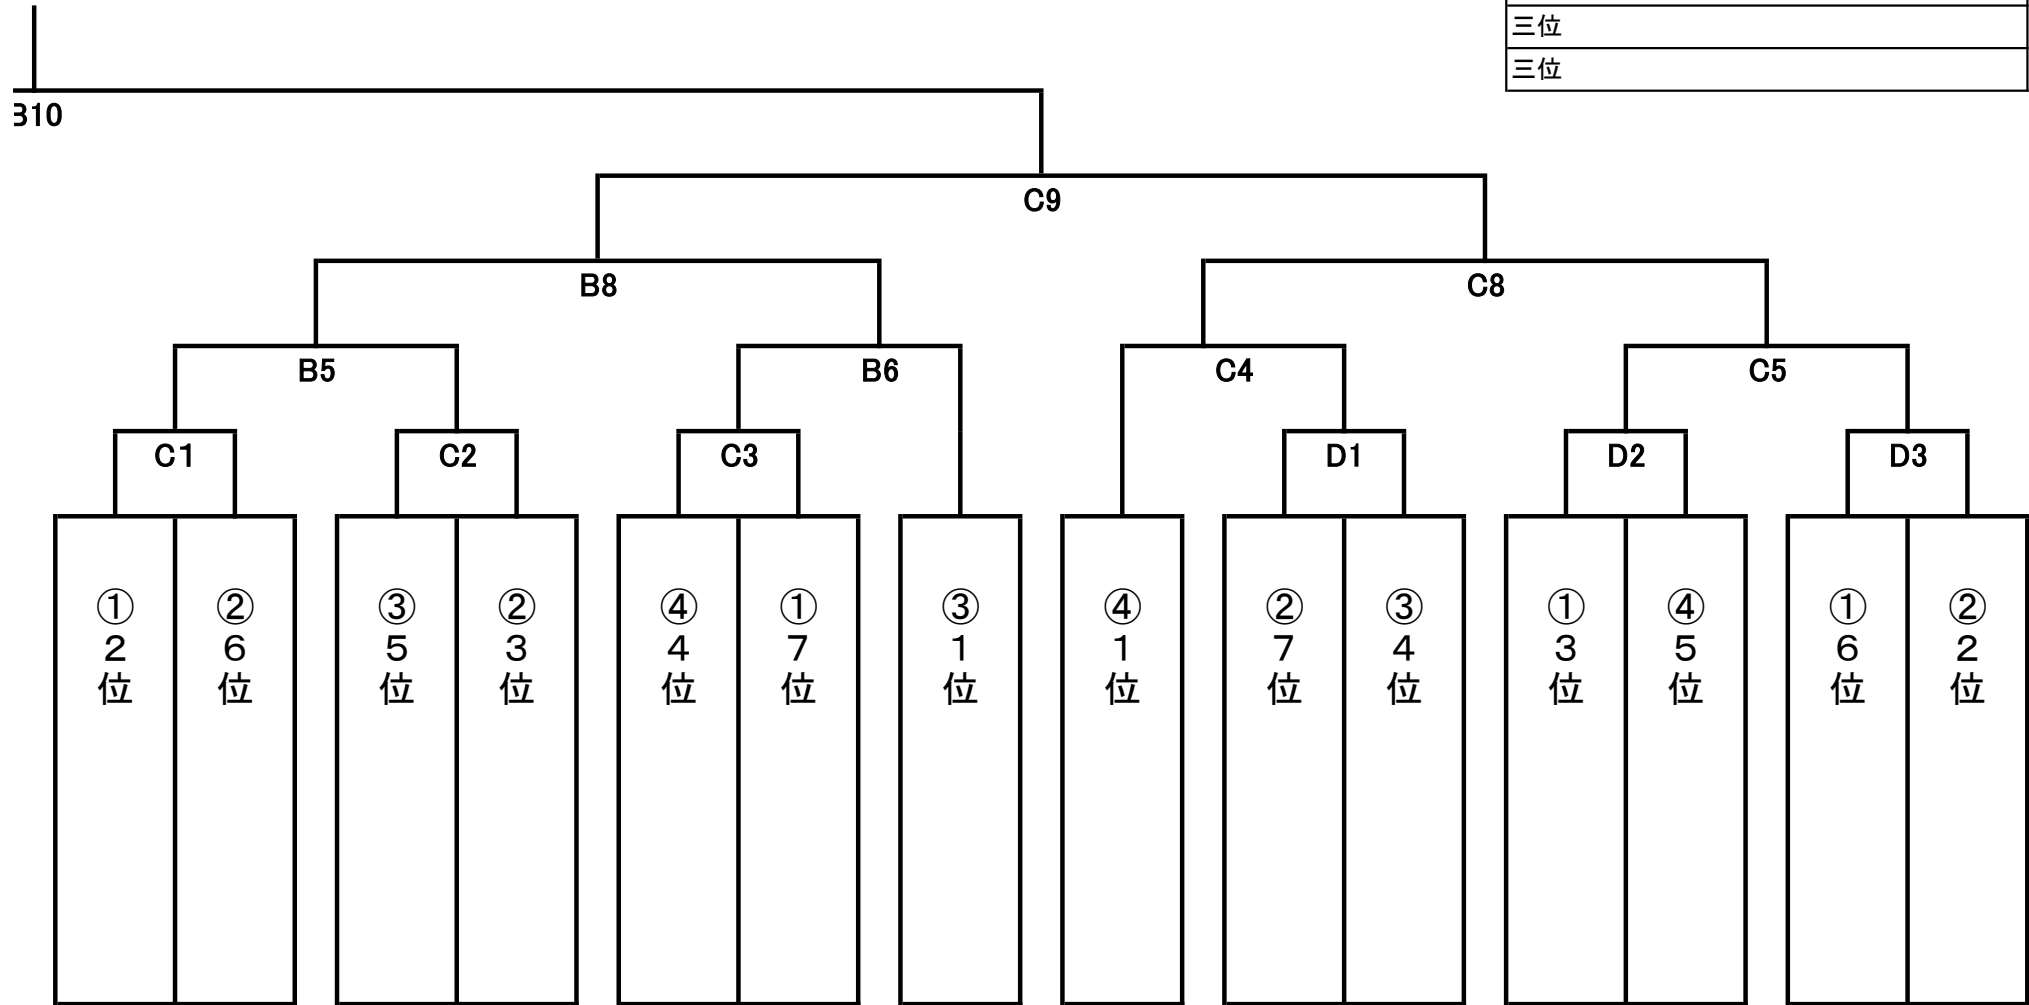 三位
三位
B10
C9
B8 C8
B5 B6 C4 C5
C1 C2 C3 D1 D2 D3
① ② ③ ② ④ ① ③ ④ ② ③ ① ④ ① ②
２ ６ ５ ３ ４ ７ １ １ ７ ４ ３ ５ ６ ２
位 位 位 位 位 位 位 位 位 位 位 位 位 位